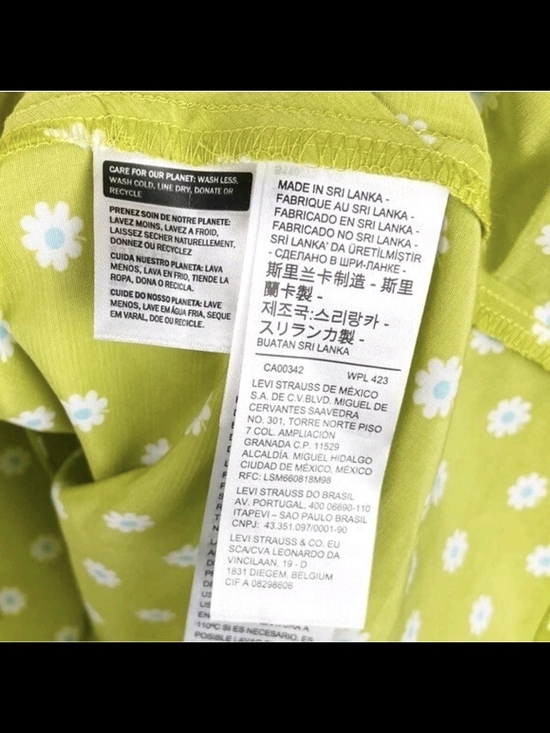 CARE FOR OUR PLANET: WASH LESS,
WASH COLD, LINE DRY, DONATE OR
RECYCLE
PRENEZ SOIN DE NOTRE PLANETE:
LAVEZ MOINS, LAVEZ A FROID,
LAISSEZ SECHER NATURELLEMENT,
DONNEZ OU RECYCLEZ
CUIDA NUESTRO PLANETA: LAVA
MENOS, LAVA EN FRIO, TIENDE LA
ROPA, DONA O RECICLA.
CUIDE DO NOSSO PLANETA: LAVE
MENOS, LAVE EM ÁGUA FRIA, SEQUE
EM VARAL, DOE OU RECICLE.
MADE IN SRI LANKA -
FABRIQUE AU SRI LANKA -
FABRICADO EN SRI LANKA -
FABRICADO NO SRI LANKA -
SRİ LANKA' DA ÜRETİLMİŞTİR
- СДЕЛАНО В ШРИ-ЛАНКЕ -
斯里兰卡制造 - 斯里
蘭卡製 -
제조국:스리랑카 -
スリランカ製 -
BUATAN SRI LANKA
CA00342 WPL 423
LEVI STRAUSS DE MÉXICO
S.A. DE C.V.BLVD. MIGUEL DE
CERVANTES SAAVEDRA
NO. 301, TORRE NORTE PISO
7 COL. AMPLIACIÓN
GRANADA C.P. 11529
ALCALDÍA. MIGUEL HIDALGO
CIUDAD DE MÉXICO, MÉXICO
RFC: LSM660818M98
LEVI STRAUSS DO BRASIL
AV. PORTUGAL, 400 06690-110
ITAPEVI – SAO PAULO BRASIL
CNPJ: 43.351.097/0001-90
LEVI STRAUSS & CO. EU
SCA/CVA LEONARDO DA
VINCILAAN, 19 - D
1831 DIEGEM, BELGIUM
CIF A 08298606
110ºC SI ES NECESARIO. ES
POSIBLE LAVAR